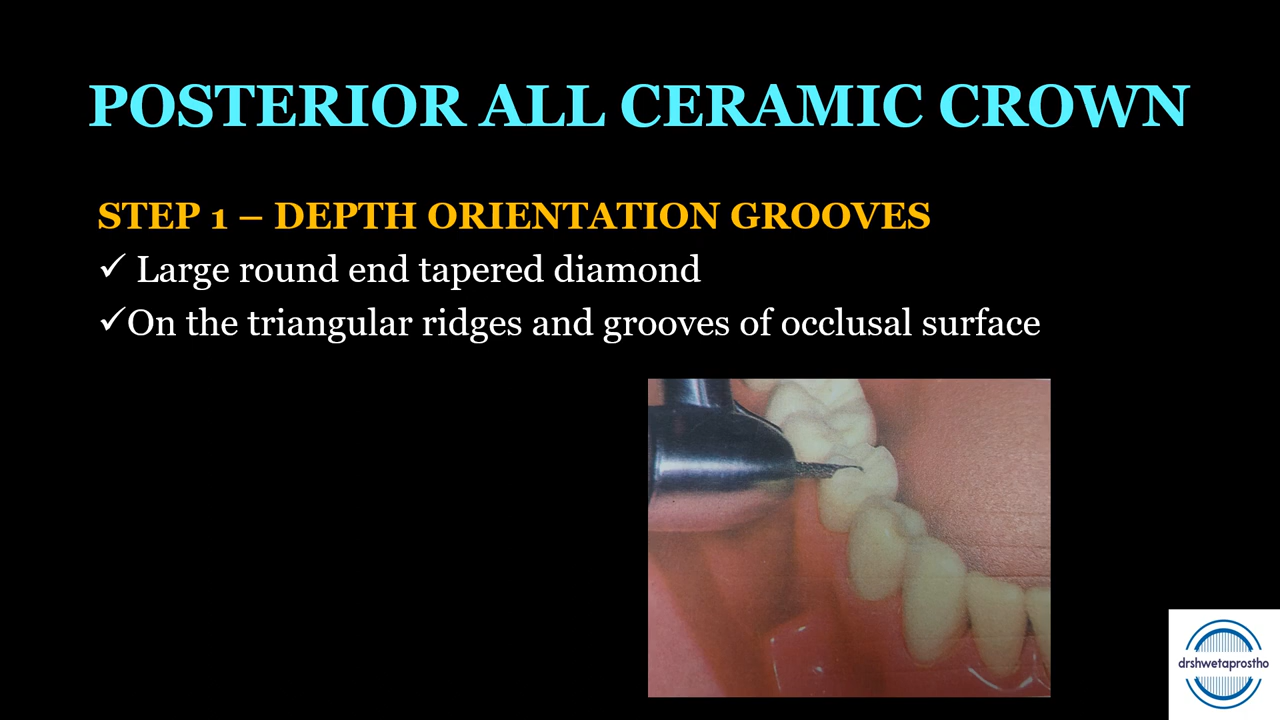 POSTERIOR ALL CERAMIC CROWN
STEP 1 – DEPTH ORIENTATION GROOVES
✓ Large round end tapered diamond
✓On the triangular ridges and grooves of occlusal surface
drshwetaprostho